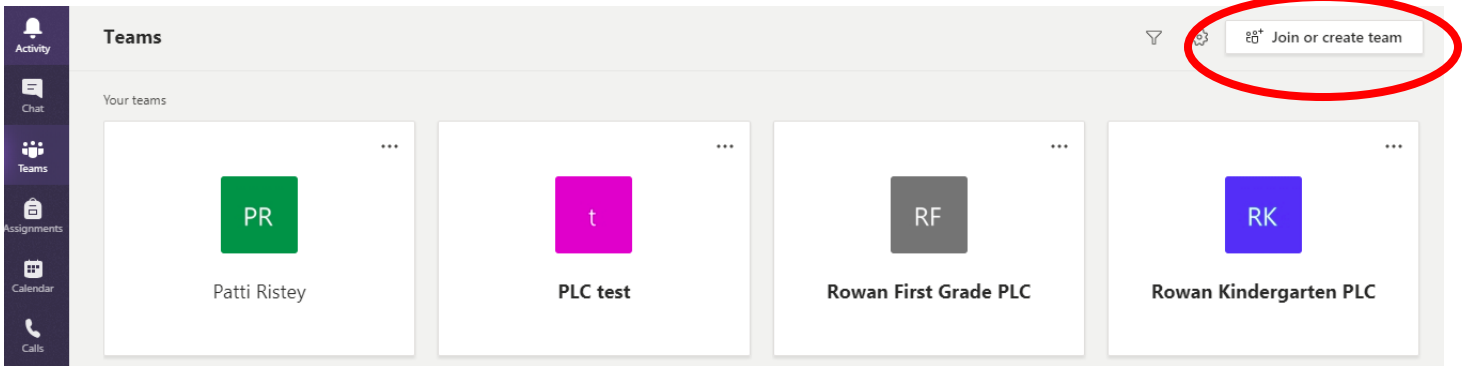 Activity
Chat
Teams
Assignments
Calendar
Calls
Teams
Join or create team
Your teams
PR
Patti Ristey
t
PLC test
RF
Rowan First Grade PLC
RK
Rowan Kindergarten PLC